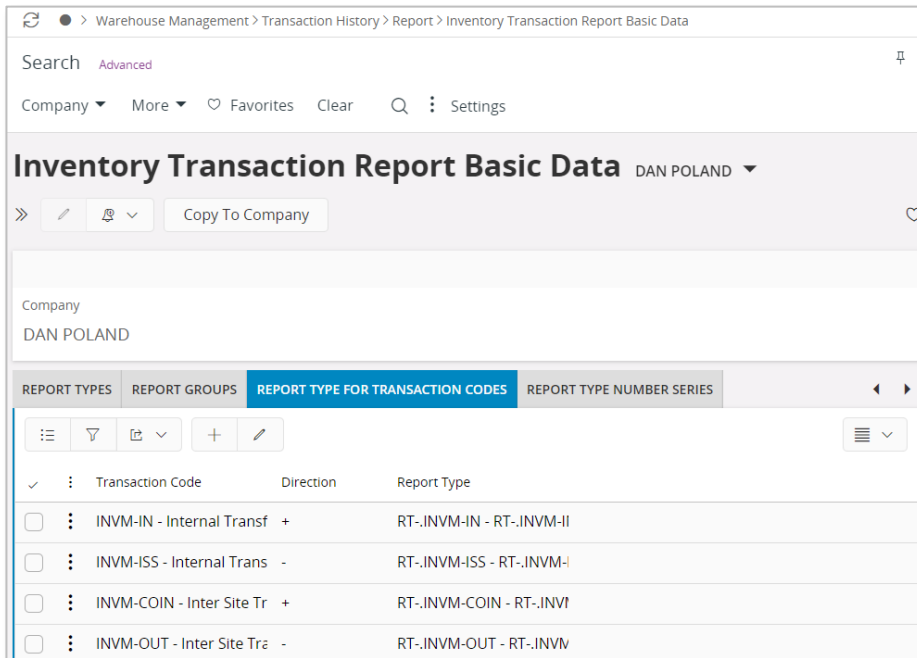 > Warehouse Management > Transaction History > Report > Inventory Transaction Report Basic Data
Search Advanced
Company More Favorites Clear Settings
Inventory Transaction Report Basic Data DAN POLAND
Copy To Company
Company
DAN POLAND
REPORT TYPES REPORT GROUPS REPORT TYPE FOR TRANSACTION CODES REPORT TYPE NUMBER SERIES
Transaction Code Direction Report Type
INVM-IN - Internal Transf + RT-.INVM-IN - RT-.INVM-II
INVM-ISS - Internal Trans - RT-.INVM-ISS - RT-.INVM-
INVM-COIN - Inter Site Tr + RT-.INVM-COIN - RT-.INV
INVM-OUT - Inter Site Tra - RT-.INVM-OUT - RT-.INV